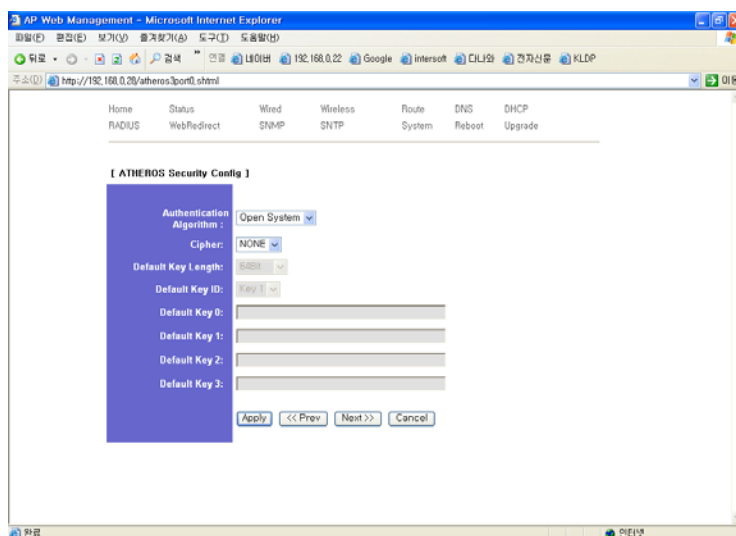 AP Web Management - Microsoft Internet Explorer
파일(F) 편집(E) 보기(V) 즐겨찾기(A) 도구(T) 도움말(H)
뒤로 검색 » 연결 네이버 192.168.0.22 Google intersoft 다나와 전자신문 KLDP
주소(D) http://192.168.0.28/atheros3port0.shtml 이동
Home Status Wired Wireless Route DNS DHCP
RADIUS WebRedirect SNMP SNTP System Reboot Upgrade
[ ATHEROS Security Config ]
Authentication
Algorithm : Open System
Cipher: NONE
Default Key Length: 64Bit
Default Key ID: Key 1
Default Key 0:
Default Key 1:
Default Key 2:
Default Key 3:
Apply << Prev Next >> Cancel
완료 인터넷